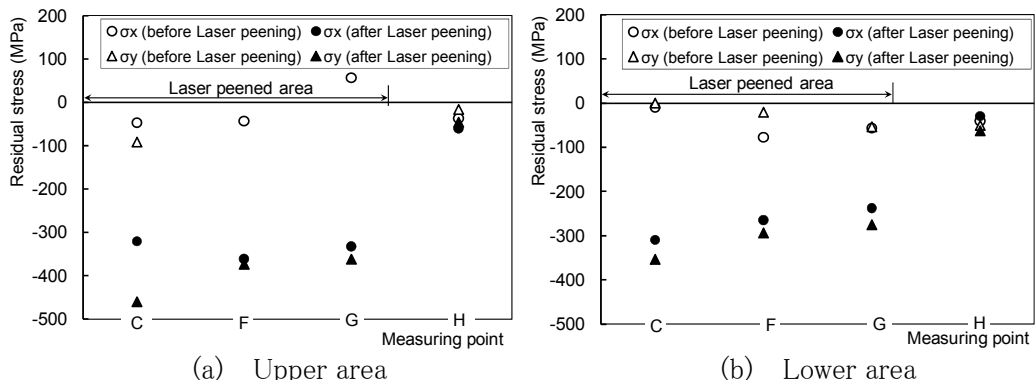 200
100
0
-100
-200
-300
-400
-500
Residual stress (MPa)
σx (before Laser peening) σx (after Laser peening)
σy (before Laser peening) σy (after Laser peening)
Laser peened area
C F G H
Measuring point
(a) Upper area
200
100
0
-100
-200
-300
-400
-500
Residual stress (MPa)
σx (before Laser peening) σx (after Laser peening)
σy (before Laser peening) σy (after Laser peening)
Laser peened area
C F G H
Measuring point
(b) Lower area